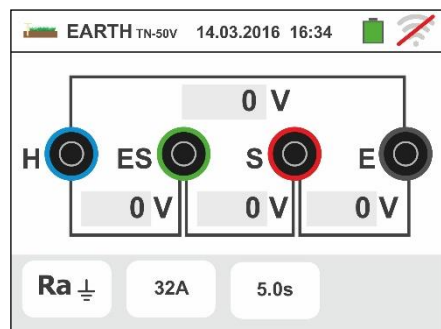 EARTH TN-50V 14.03.2016 16:34
0 V
H ES S E
0 V 0 V 0 V
Ra 32A 5.0s